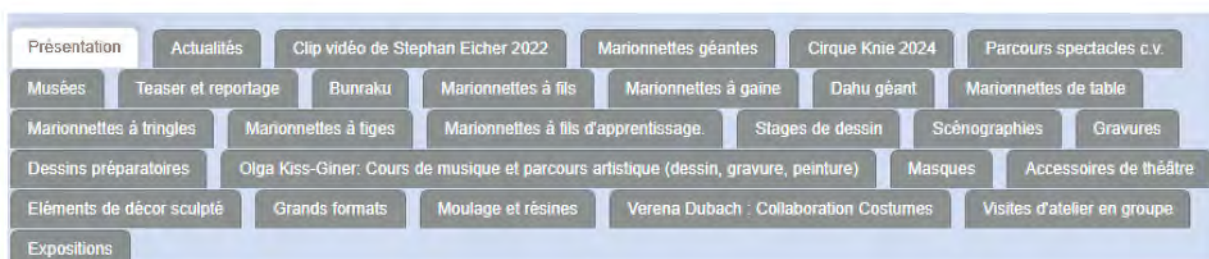 Présentation Actualités Clip vidéo de Stephan Eicher 2022 Marionnettes géantes Cirque Knie 2024 Parcours spectacles c.v.
Musées Teaser et reportage Bunraku Marionnettes à fils Marionnettes à gaine Dahu géant Marionnettes de table
Marionnettes à tringles Marionnettes à tiges Marionnettes à fils d'apprentissage. Stages de dessin Scénographies Gravures
Dessins préparatoires Olga Kiss-Giner: Cours de musique et parcours artistique (dessin, gravure, peinture) Masques Accessoires de théâtre
Eléments de décor sculpté Grands formats Moulage et résines Verena Dubach : Collaboration Costumes Visites d'atelier en groupe
Expositions